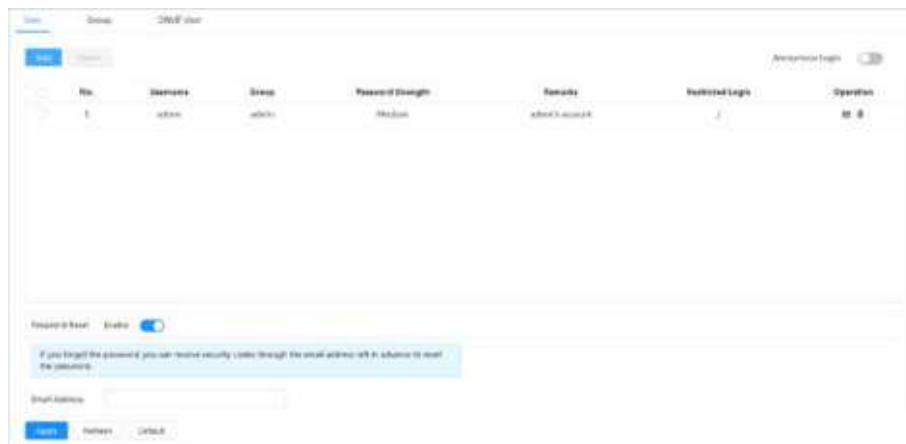 User Group ONVIF User
Add Delete Anonymous Login
No. Username Group Password Strength Remarks Restricted Login Operation
1 admin admin Medium admin's account
Password Reset Enable
If you forgot the password, you can receive security codes through the email address left in advance to reset
the password.
Email Address
Apply Refresh Default